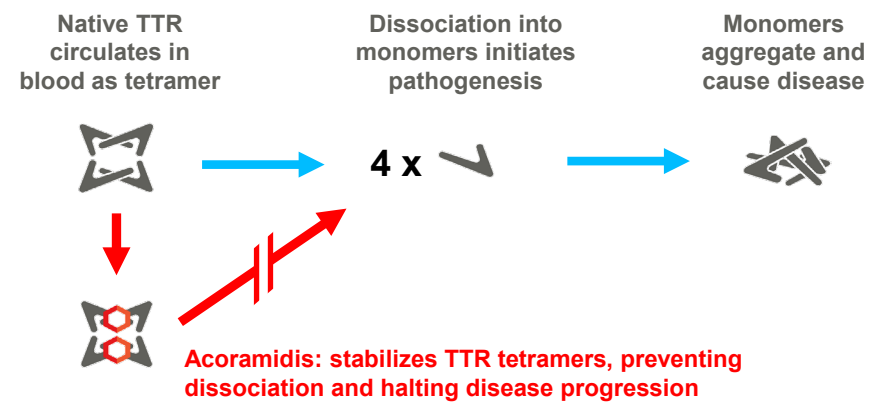 Native TTR
circulates in
blood as tetramer
Dissociation into
monomers initiates
pathogenesis
Monomers
aggregate and
cause disease
4 x
Acoramidis: stabilizes TTR tetramers, preventing
dissociation and halting disease progression